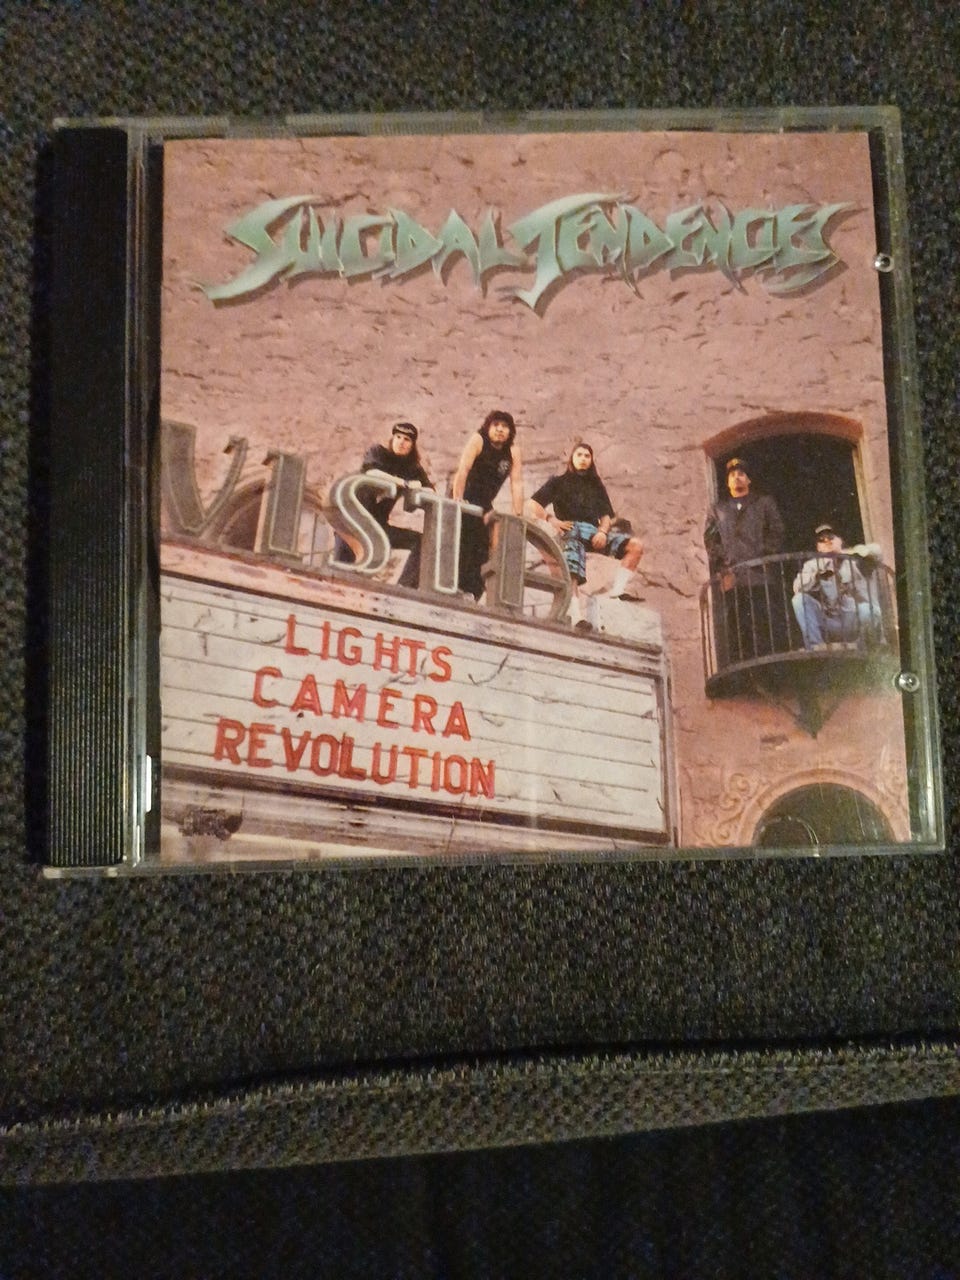 SUICIDAL TENDENCIES
VISTA
LIGHTS
CAMERA
REVOLUTION